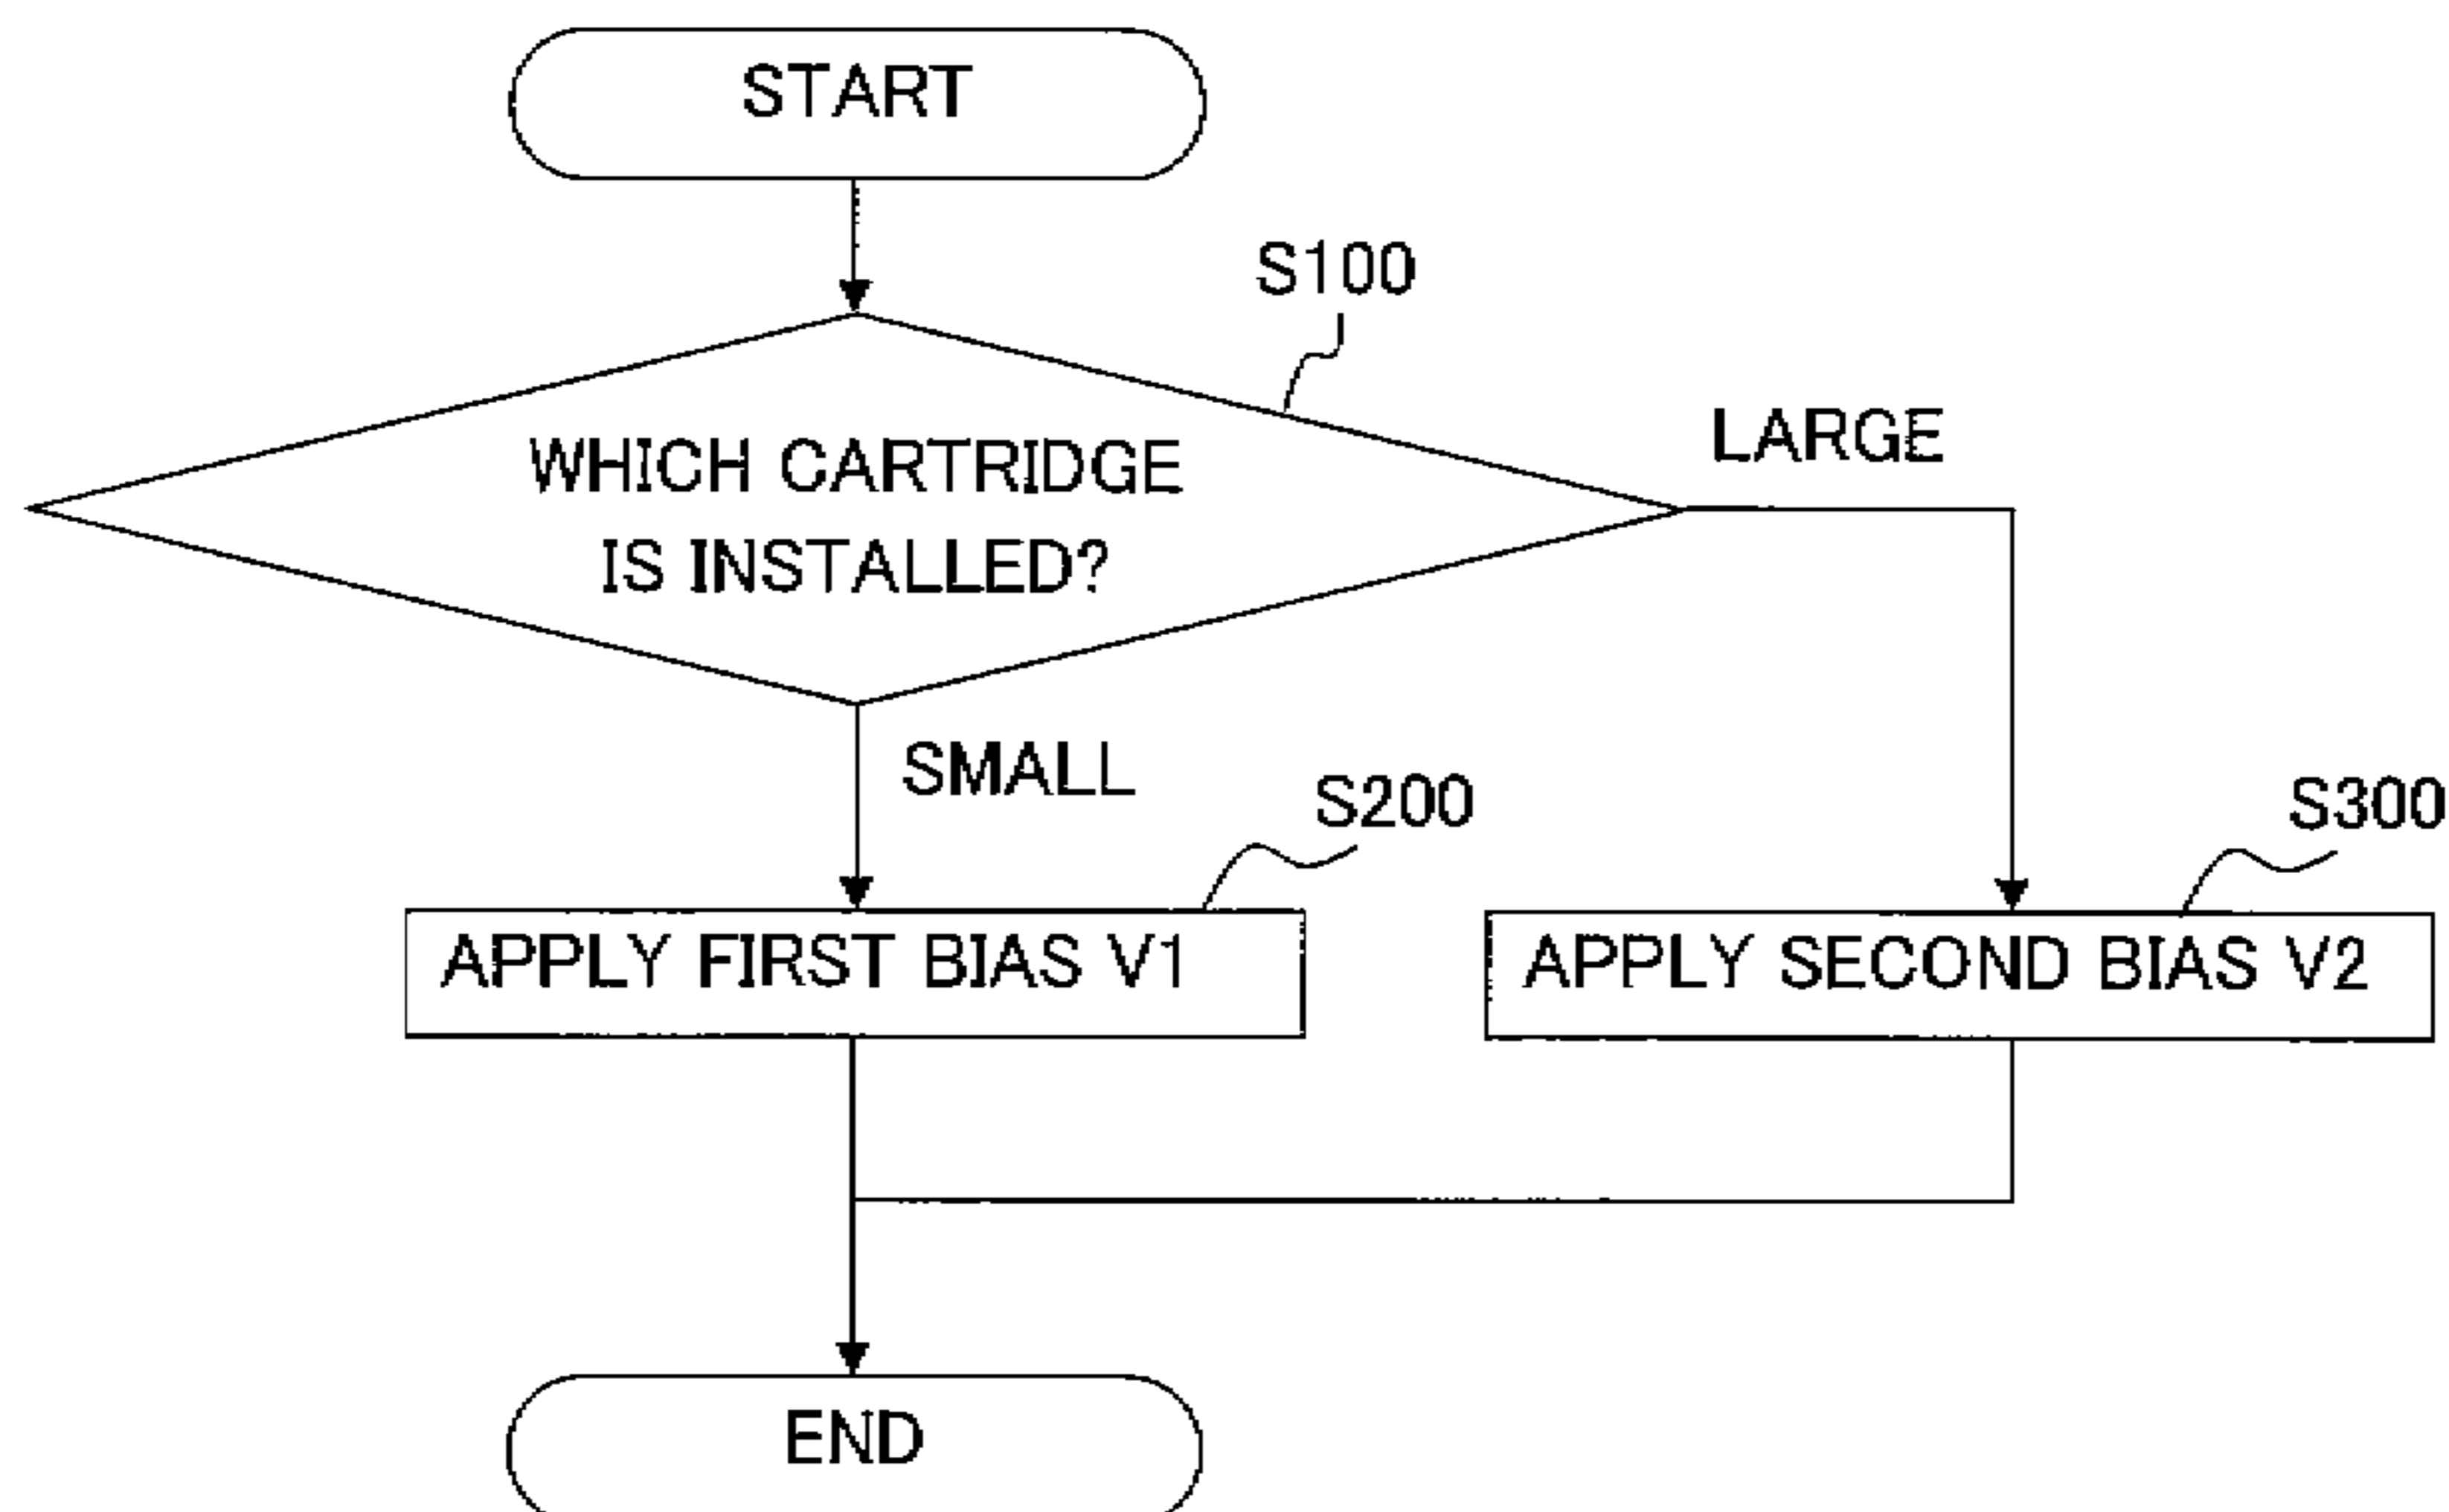 START
S100
WHICH CARTRIDGE
IS INSTALLED?
LARGE
SMALL
S200
S300
APPLY FIRST BIAS V1
APPLY SECOND BIAS V2
END